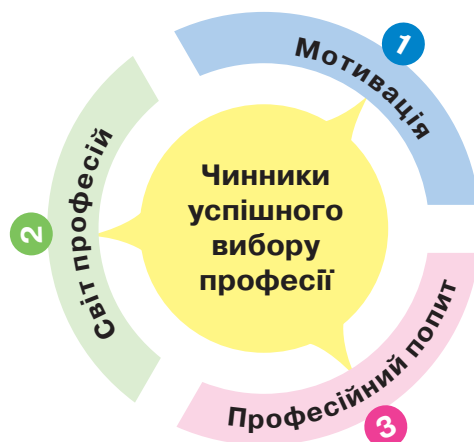 Чинники
успішного
вибору
професії
1
Мотивація
2
Світ професій
3
Професійний попит